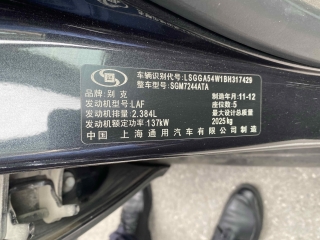 车辆识别代号: LSGGA54W1BH317429
品牌: 别克 整车型号: SGM7244ATA
发动机型号: LAF 制造年月: 11-12
发动机排量: 2.384L 座位数: 5
发动机额定功率: 137kW 最大设计总质量
2025kg
中国 上海通用汽车有限公司制造